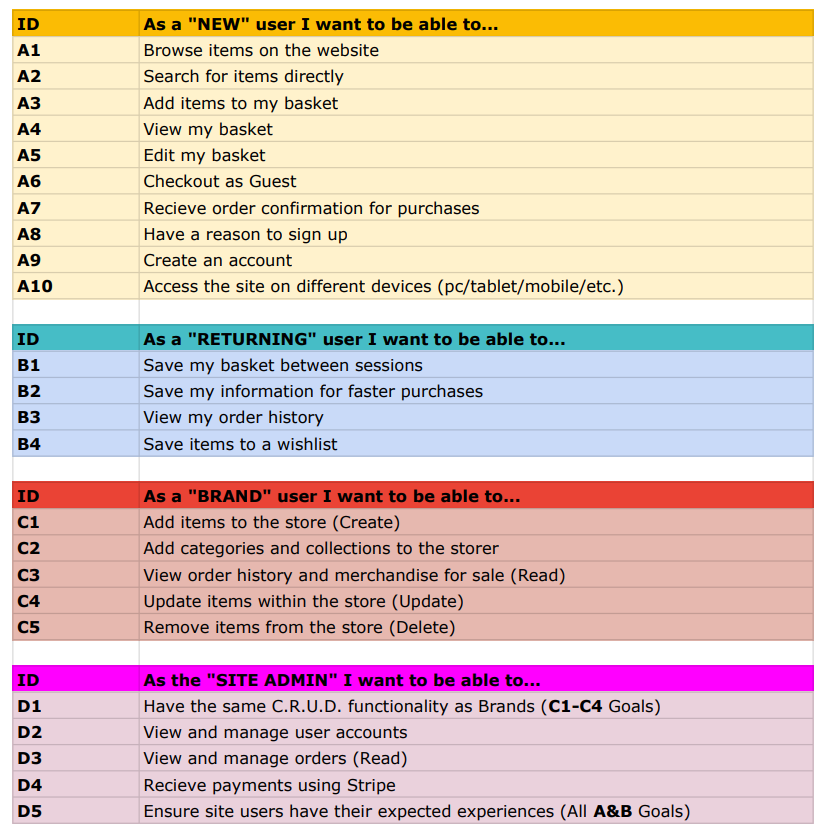 ID As a "NEW" user I want to be able to...
A1 Browse items on the website
A2 Search for items directly
A3 Add items to my basket
A4 View my basket
A5 Edit my basket
A6 Checkout as Guest
A7 Recieve order confirmation for purchases
A8 Have a reason to sign up
A9 Create an account
A10 Access the site on different devices (pc/tablet/mobile/etc.)
ID As a "RETURNING" user I want to be able to...
B1 Save my basket between sessions
B2 Save my information for faster purchases
B3 View my order history
B4 Save items to a wishlist
ID As a "BRAND" user I want to be able to...
C1 Add items to the store (Create)
C2 Add categories and collections to the storer
C3 View order history and merchandise for sale (Read)
C4 Update items within the store (Update)
C5 Remove items from the store (Delete)
ID As the "SITE ADMIN" I want to be able to...
D1 Have the same C.R.U.D. functionality as Brands (C1-C4 Goals)
D2 View and manage user accounts
D3 View and manage orders (Read)
D4 Recieve payments using Stripe
D5 Ensure site users have their expected experiences (All A&B Goals)